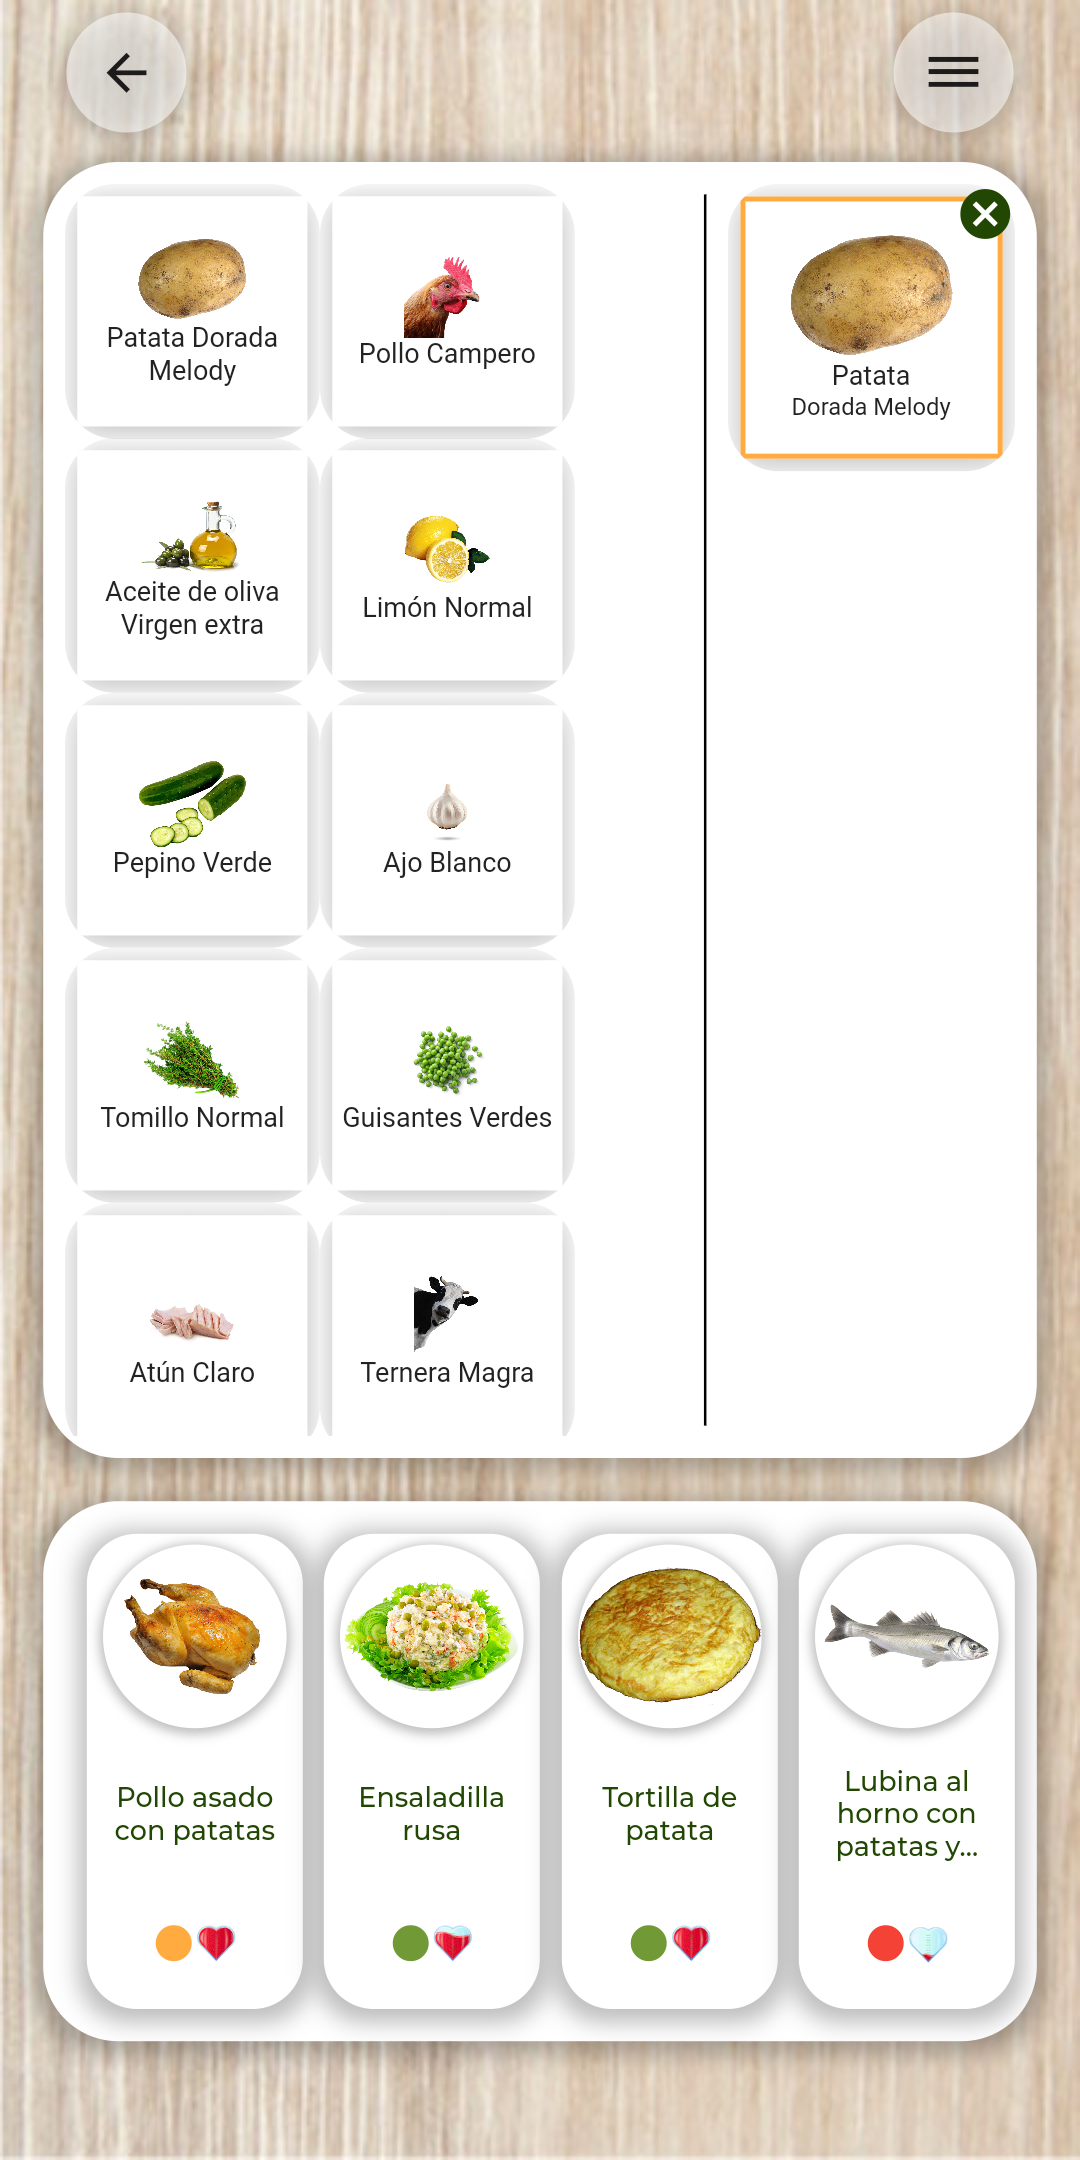 Patata Dorada
Melody
Pollo Campero
Patata
Dorada Melody
Aceite de oliva
Virgen extra
Limón Normal
Pepino Verde
Ajo Blanco
Tomillo Normal
Guisantes Verdes
Atún Claro
Ternera Magra
Pollo asado
con patatas
Ensaladilla
rusa
Tortilla de
patata
Lubina al
horno con
patatas y...